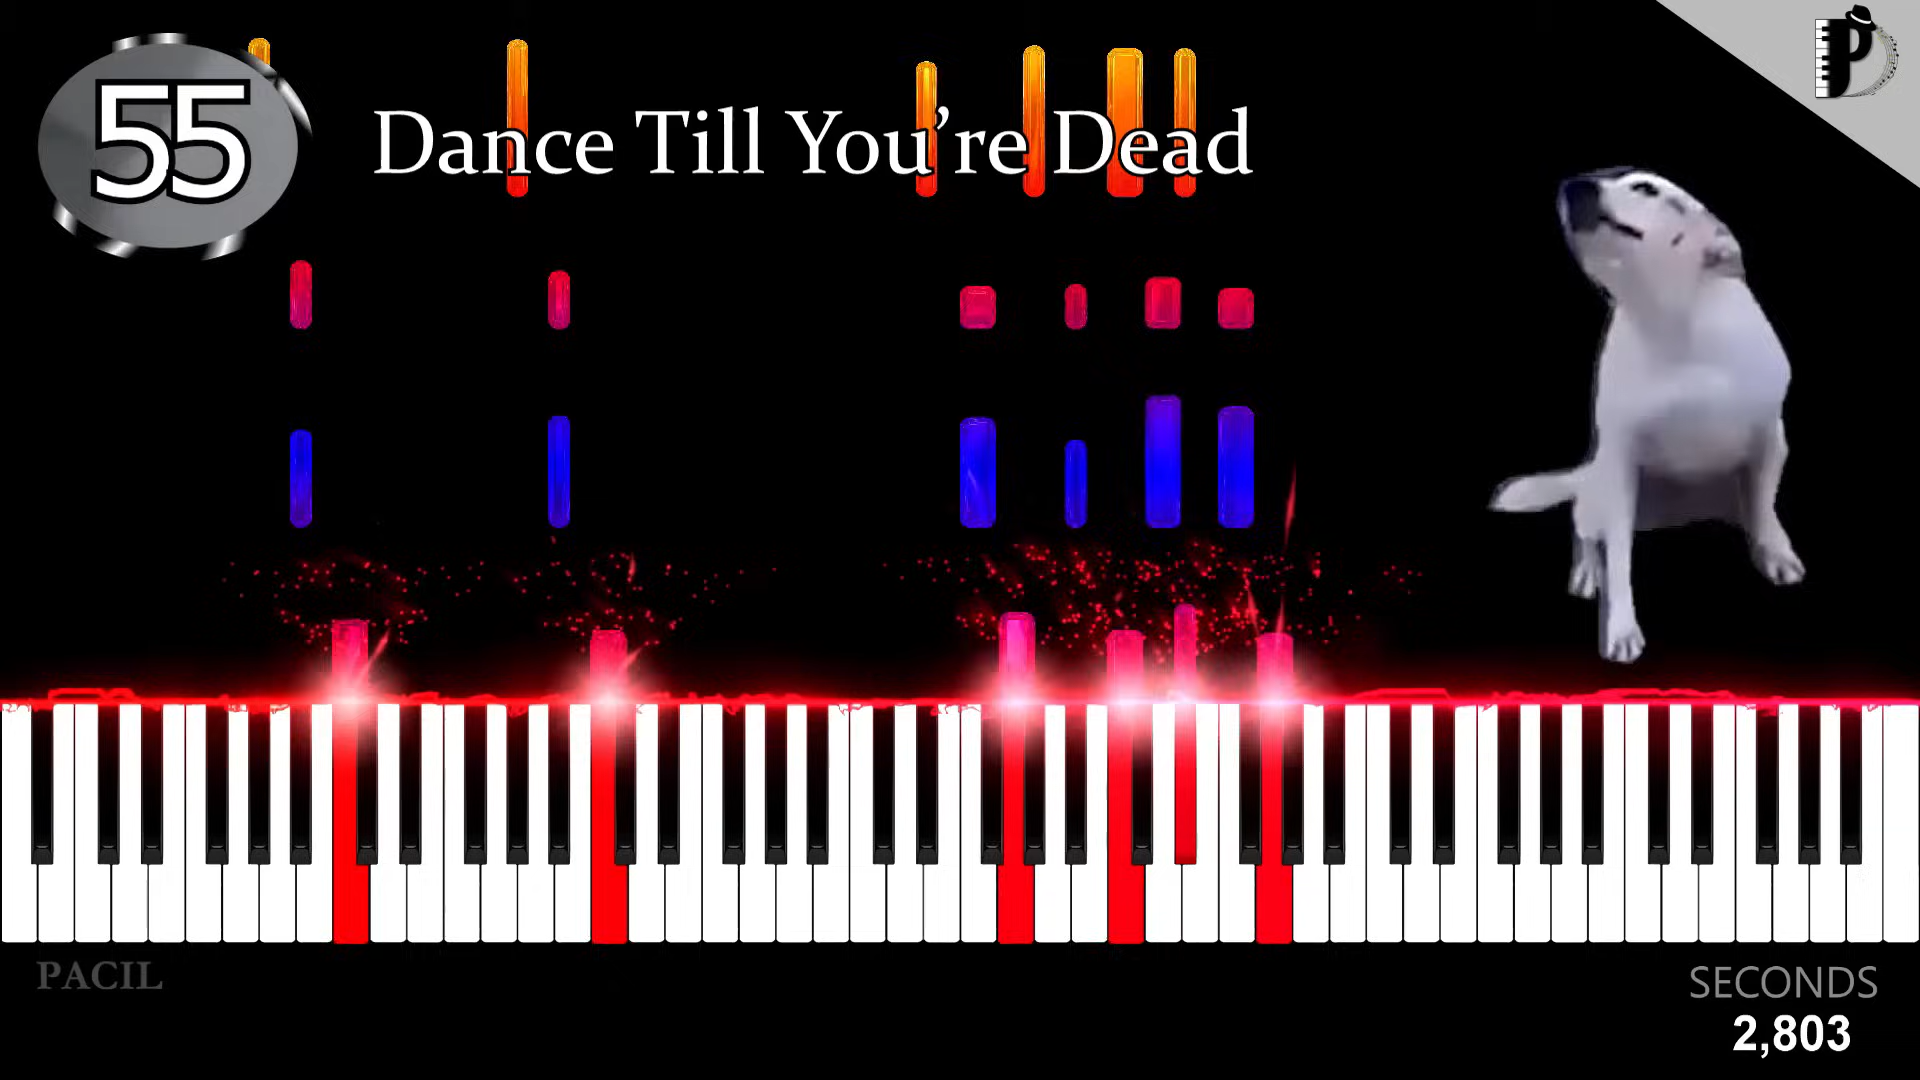 55
Dance Till You’re Dead
P
PACIL
SECONDS
2,803